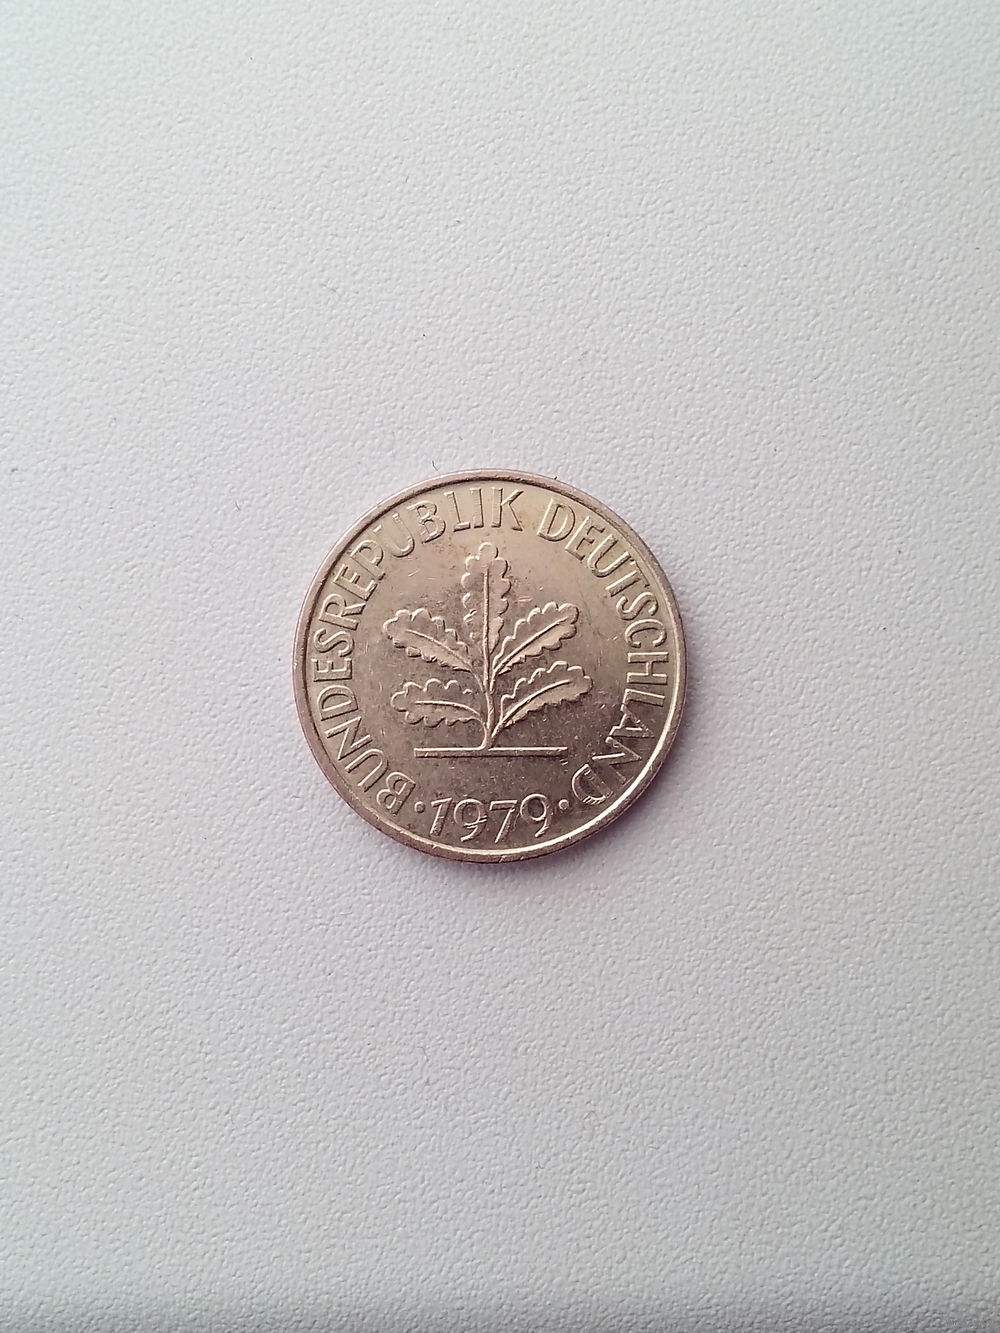 BUNDESREPUBLIK DEUTSCHLAND
· 1979 ·